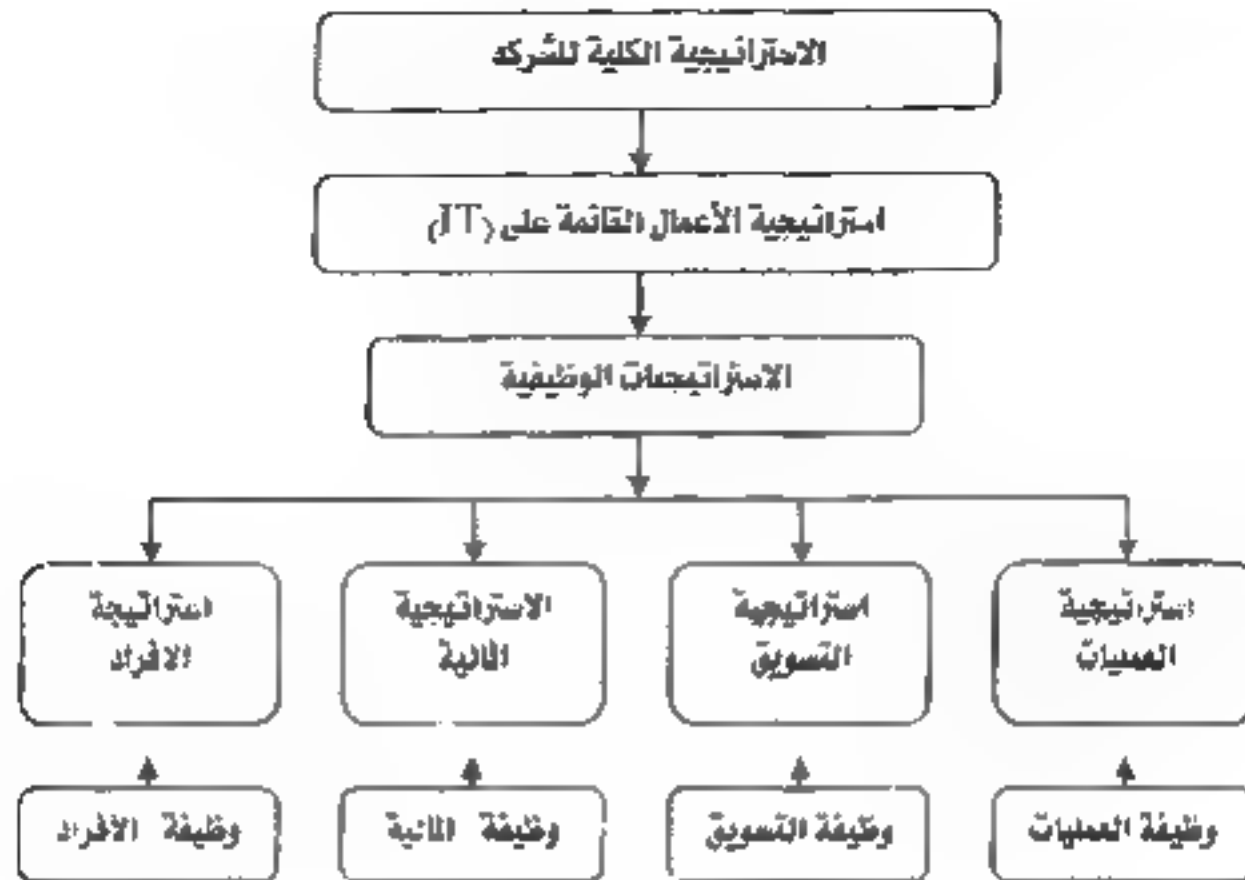 الاستراتيجية الكلية للشركة
استراتيجية الأعمال القائمة على (IT)
الاستراتيجيات الوظيفية
استراتيجية
العمليات
استراتيجية
التسويق
الاستراتيجية
المالية
استراتيجة
الافراد
وظيفة العمليات
وظيفة التسويق
وظيفة المالية
وظيفة الافراد